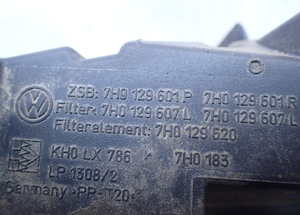 ZSB: 7H0 129 601 P 7H0 129 601 R
Filter: 7H0 129 607 L 7H0 129 607 L
Filterelement: 7H0 129 620
KHO LX 786 7H0 183
LP 1308/2
Germany >PP-T20<